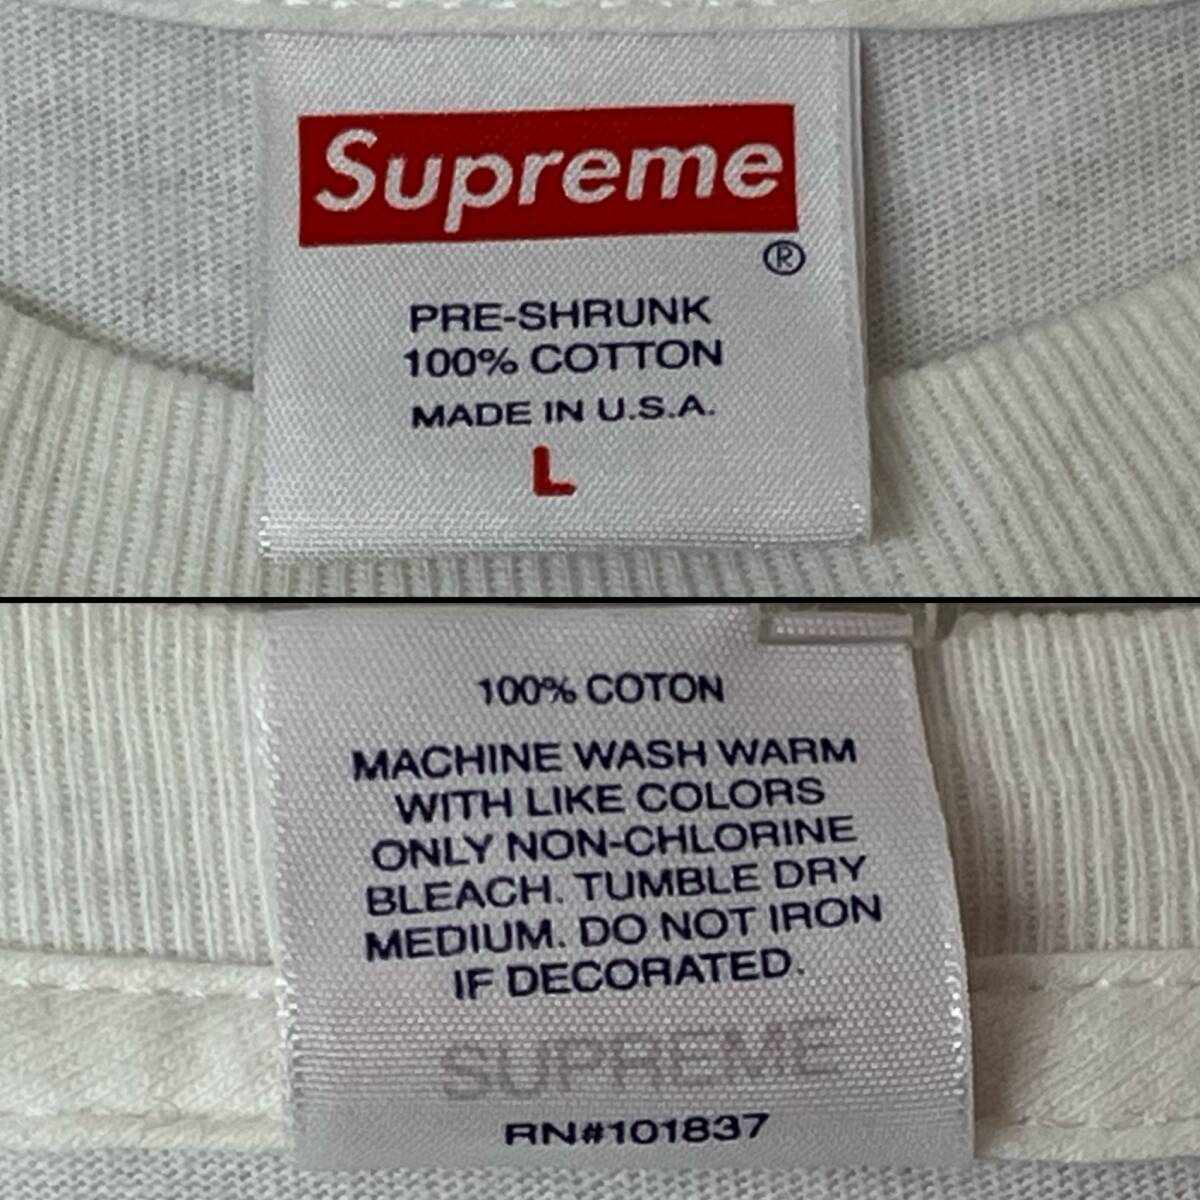 Supreme
®
PRE-SHRUNK
100% COTTON
MADE IN U.S.A.
L
100% COTON
MACHINE WASH WARM
WITH LIKE COLORS
ONLY NON-CHLORINE
BLEACH. TUMBLE DRY
MEDIUM. DO NOT IRON
IF DECORATED.
SUPREME
RN#101837